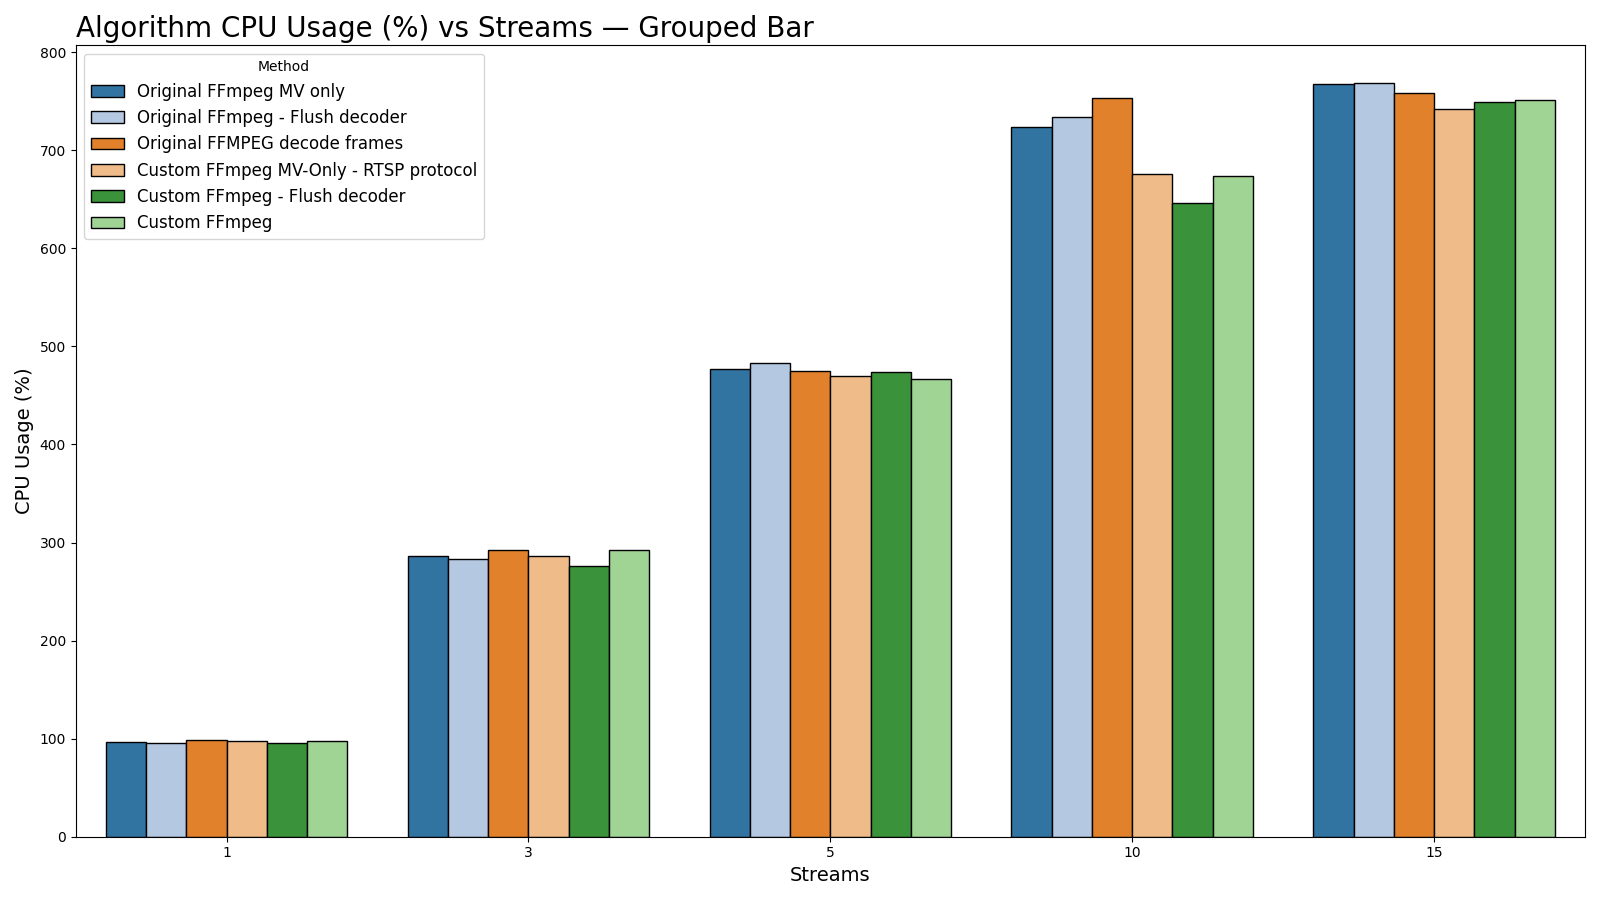 Algorithm CPU Usage (%) vs Streams — Grouped Bar
Method
Original FFmpeg MV only
Original FFmpeg - Flush decoder
Original FFMPEG decode frames
Custom FFmpeg MV-Only - RTSP protocol
Custom FFmpeg - Flush decoder
Custom FFmpeg
CPU Usage (%)
800
700
600
500
400
300
200
100
0
1 3 5 10 15
Streams